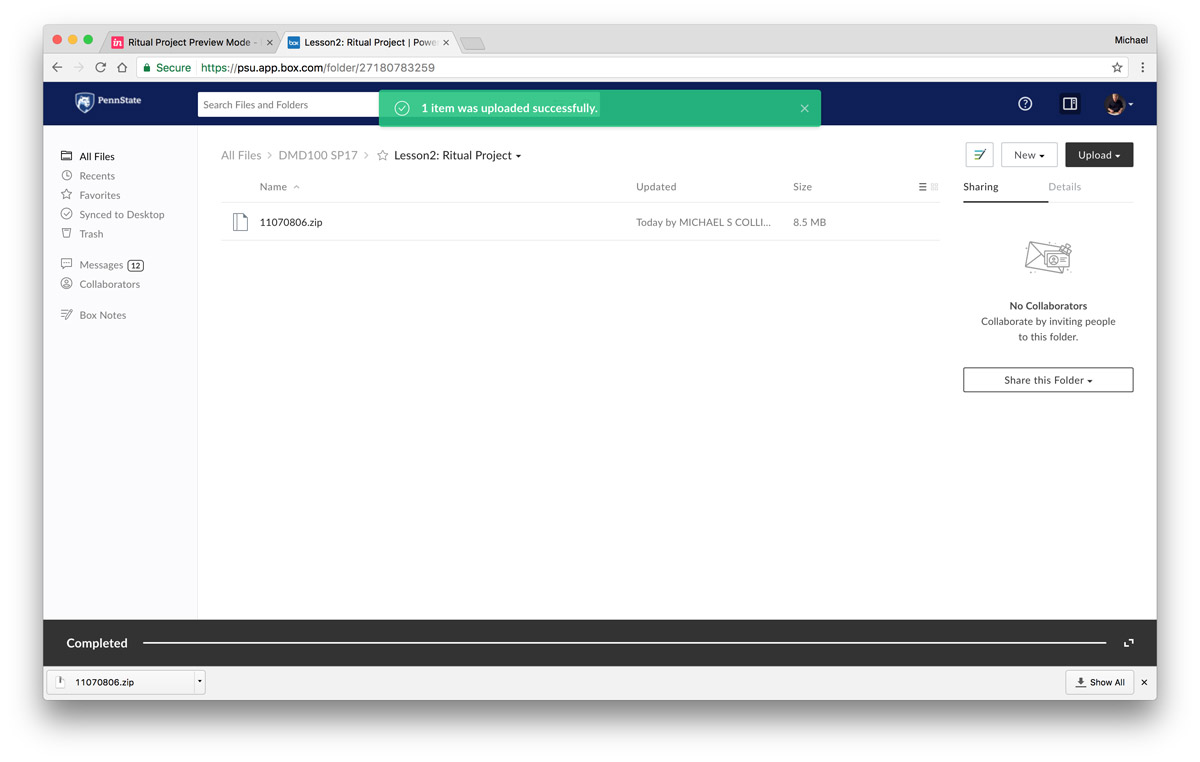 Ritual Project Preview Mode -
Lesson2: Ritual Project | Powe
Michael
Secure https://psu.app.box.com/folder/27180783259
PennState
Search Files and Folders
1 item was uploaded successfully.
All Files
Recents
Favorites
Synced to Desktop
Trash
Messages 12
Collaborators
Box Notes
All Files > DMD100 SP17 > Lesson2: Ritual Project
New
Upload
Name Updated Size
11070806.zip Today by MICHAEL S COLLI... 8.5 MB
Sharing Details
No Collaborators
Collaborate by inviting people
to this folder.
Share this Folder
Completed
11070806.zip
Show All